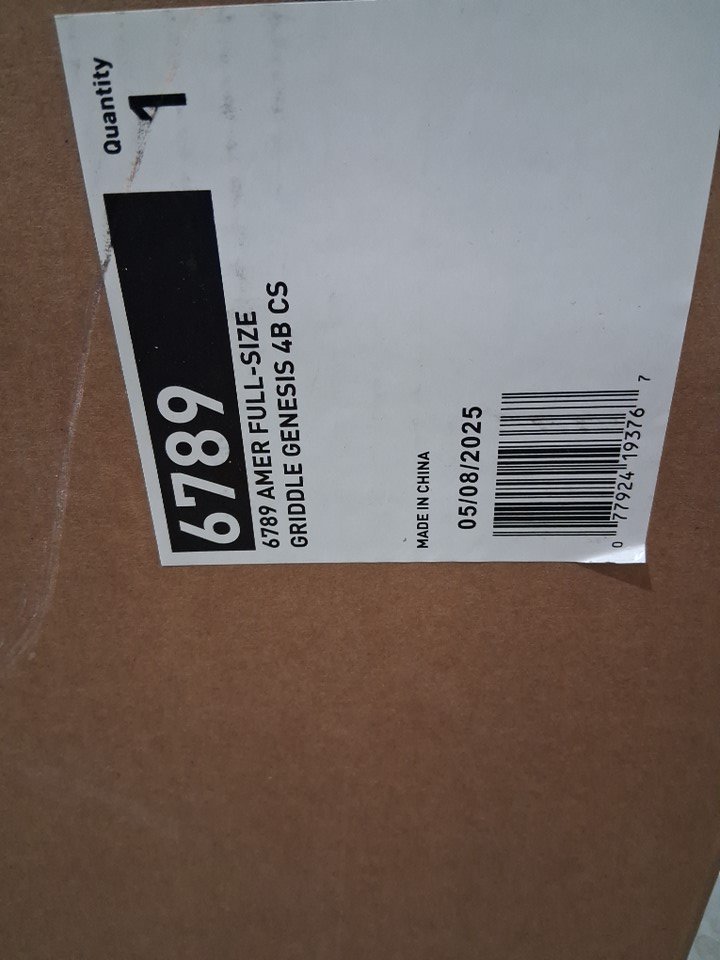 Quantity
1
6789
6789 AMER FULL-SIZE
GRIDDLE GENESIS 4B CS
MADE IN CHINA
05/08/2025
0 77924 19376 7